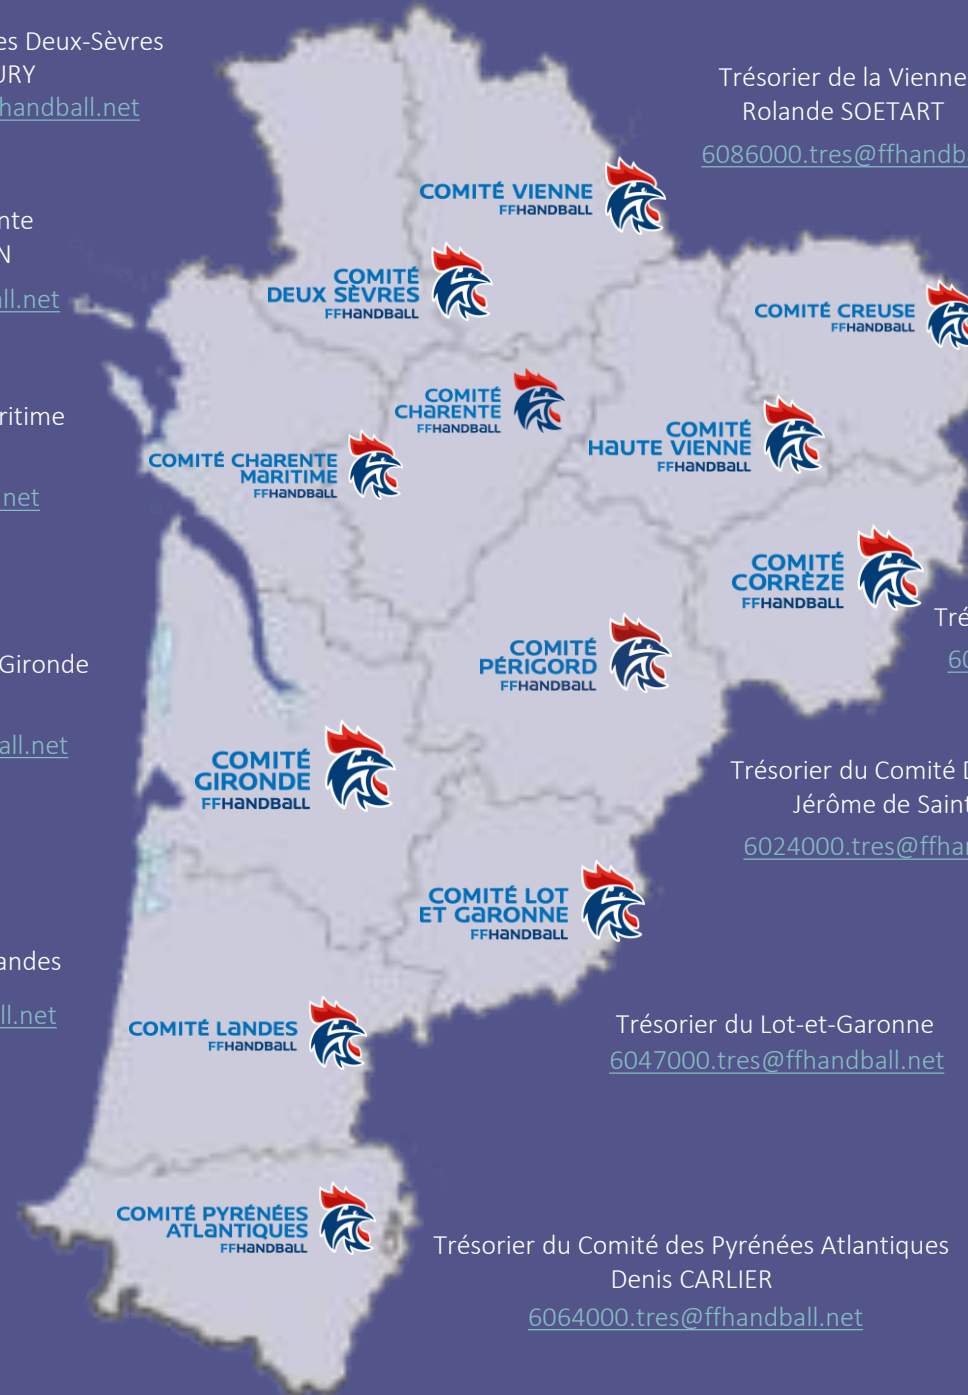 es Deux-Sèvres
URY
handball.net
Trésorier de la Vienne
Rolande SOETART
6086000.tres@ffhandba
COMITÉ VIENNE
FFHANDBALL
nte
N
all.net
COMITÉ
DEUX SÈVRES
FFHANDBALL
COMITÉ CREUSE
FFHANDBALL
ritime
.net
COMITÉ
CHARENTE
FFHANDBALL
COMITÉ
HAUTE VIENNE
FFHANDBALL
COMITÉ CHARENTE
MARITIME
FFHANDBALL
COMITÉ
CORRÈZE
FFHANDBALL
Tré
60
COMITÉ
PÉRIGORD
FFHANDBALL
Gironde
all.net
COMITÉ
GIRONDE
FFHANDBALL
Trésorier du Comité D
Jérôme de Saint
6024000.tres@ffhan
COMITÉ LOT
ET GARONNE
FFHANDBALL
andes
ll.net
COMITÉ LANDES
FFHANDBALL
Trésorier du Lot-et-Garonne
6047000.tres@ffhandball.net
COMITÉ PYRÉNÉES
ATLANTIQUES
FFHANDBALL
Trésorier du Comité des Pyrénées Atlantiques
Denis CARLIER
6064000.tres@ffhandball.net